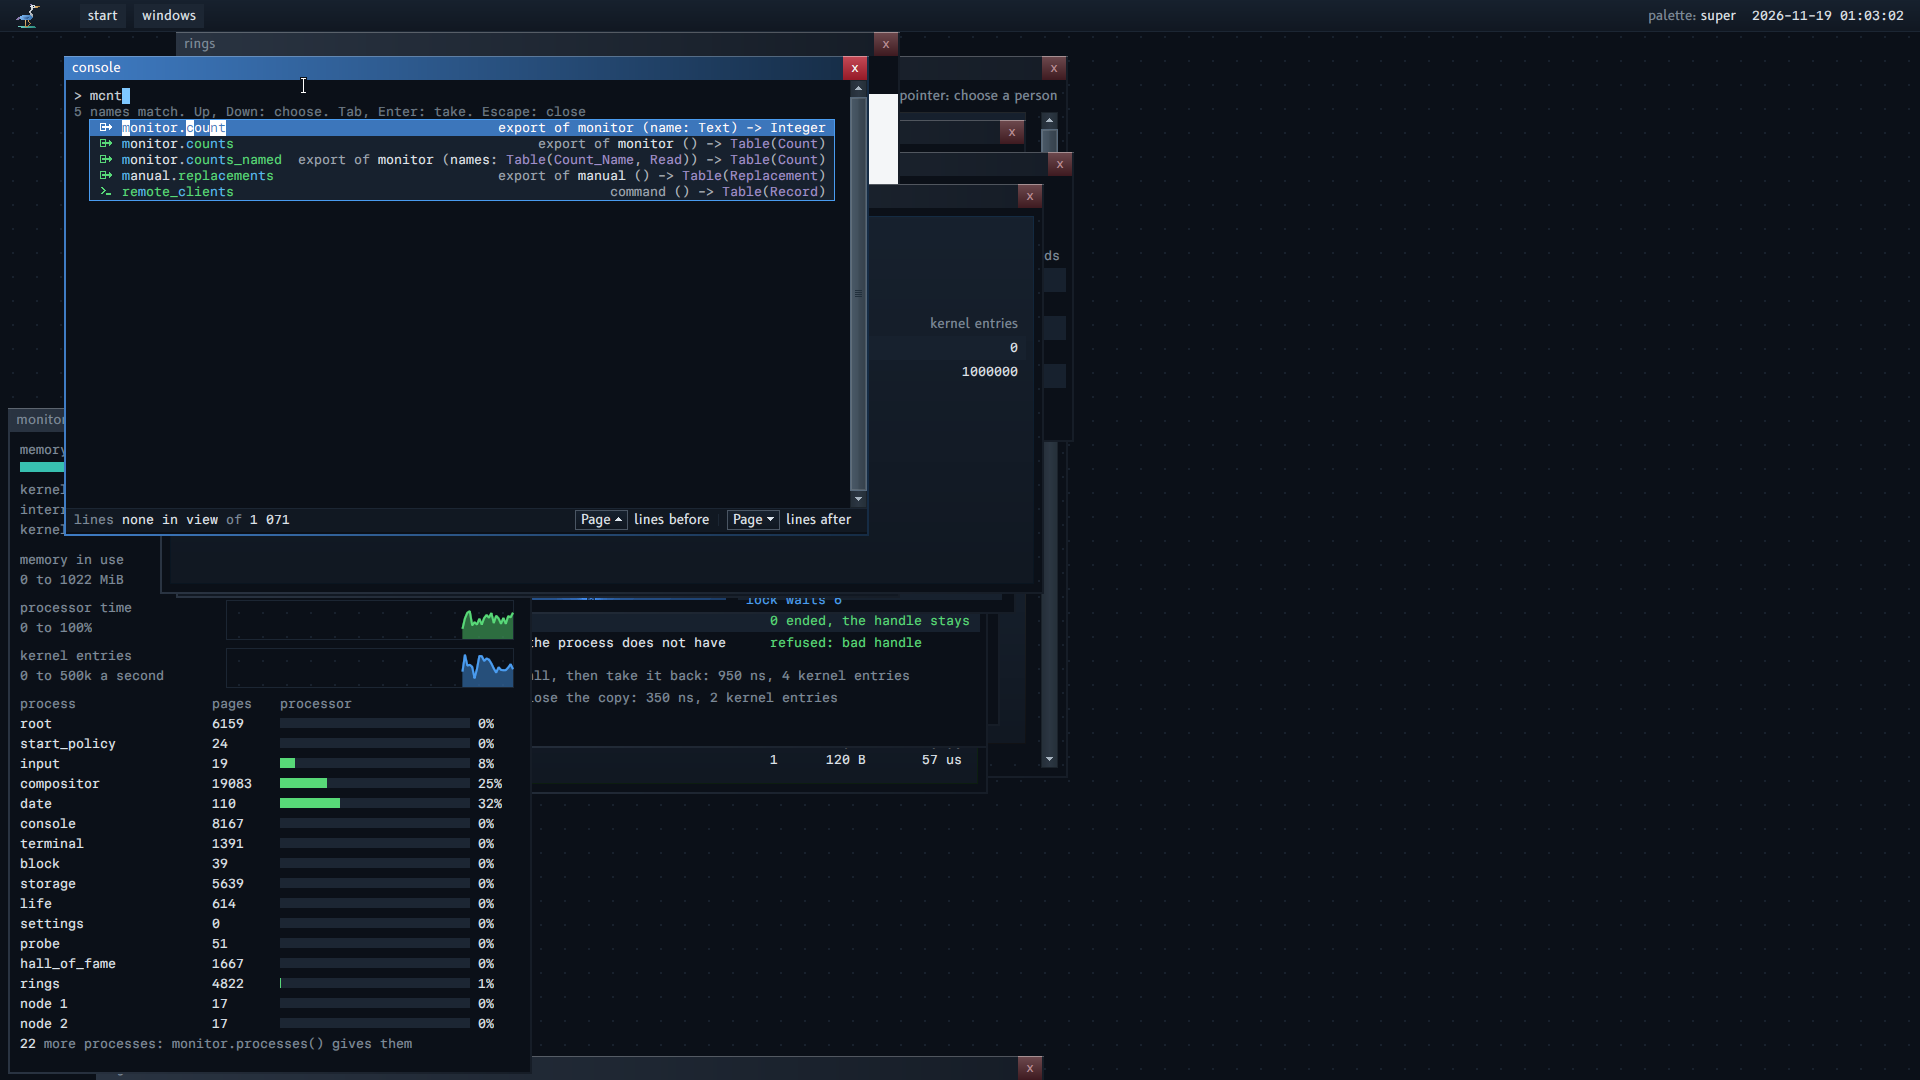 start windows palette: super 2026-11-19 01:03:02
rings x
console x x
> mcnt pointer: choose a person
5 names match. Up, Down: choose. Tab, Enter: take. Escape: close
monitor.count export of monitor (name: Text) -> Integer x
monitor.counts export of monitor () -> Table(Count)
monitor.counts_named export of monitor (names: Table(Count_Name, Read)) -> Table(Count) x
manual.replacements export of manual () -> Table(Replacement)
remote_clients command () -> Table(Record) x
ds
kernel entries
0
1000000
lines none in view of 1 071 Page lines before Page lines after
monitor
memory
kernel
kernel
memory in use
0 to 1022 MiB
lock waits 6
processor time
0 to 100%
0 ended, the handle stays
the process does not have refused: bad handle
kernel entries
0 to 500k a second
all, then take it back: 950 ns, 4 kernel entries
ose the copy: 350 ns, 2 kernel entries
process pages processor
root 6159 0%
start_policy 24 0%
input 19 8%
1 120 B 57 us
compositor 19083 25%
date 110 32%
console 8167 0%
terminal 1391 0%
block 39 0%
storage 5639 0%
life 614 0%
settings 0 0%
probe 51 0%
hall_of_fame 1667 0%
rings 4822 1%
node 1 17 0%
node 2 17 0%
22 more processes: monitor.processes() gives them
x